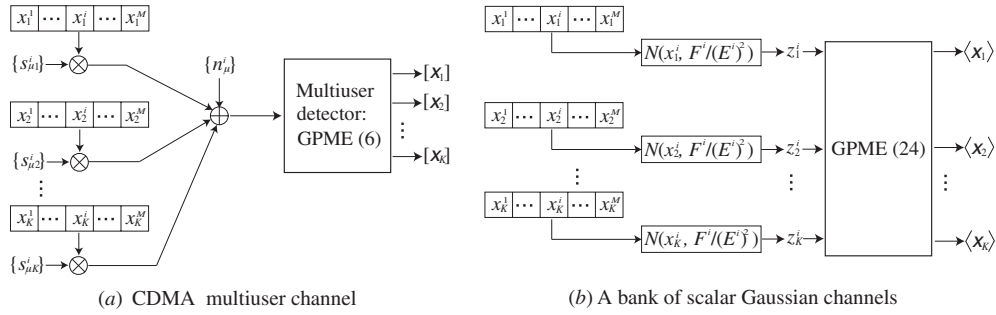 x_1^1 ⋯ x_1^i ⋯ x_1^M
{s_{μ1}^i}
{n_μ^i}
x_2^1 ⋯ x_2^i ⋯ x_2^M
{s_{μ2}^i}
⋮
x_K^1 ⋯ x_K^i ⋯ x_K^M
{s_{μK}^i}
Multiuser
detector:
GPME (6)
[x_1]
[x_2]
⋮
[x_K]
(a) CDMA multiuser channel
x_1^1 ⋯ x_1^i ⋯ x_1^M
N(x_1^i, F^i/(E^i)^2)
z_1^i
x_2^1 ⋯ x_2^i ⋯ x_2^M
N(x_2^i, F^i/(E^i)^2)
z_2^i
⋮ ⋮
x_K^1 ⋯ x_K^i ⋯ x_K^M
N(x_K^i, F^i/(E^i)^2)
z_K^i
GPME (24)
⟨x_1⟩
⟨x_2⟩
⋮
⟨x_K⟩
(b) A bank of scalar Gaussian channels